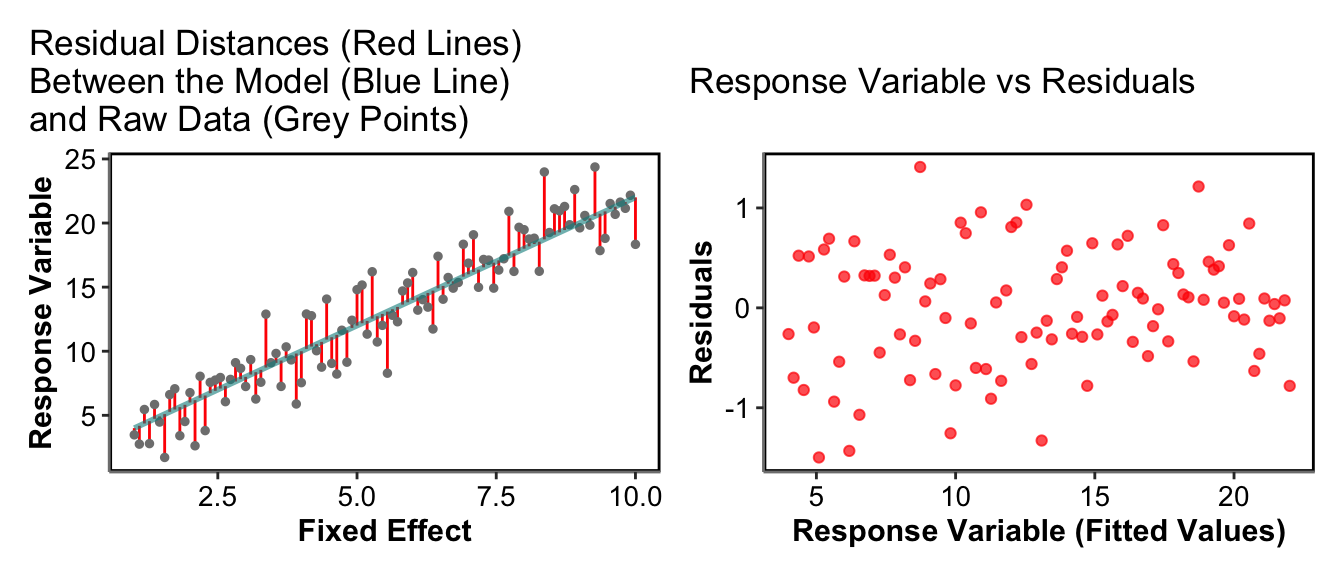 Residual Distances (Red Lines)
Between the Model (Blue Line)
and Raw Data (Grey Points)
25
20
15
10
5
Response Variable
2.5 5.0 7.5 10.0
Fixed Effect
Response Variable vs Residuals
1
0
-1
Residuals
5 10 15 20
Response Variable (Fitted Values)